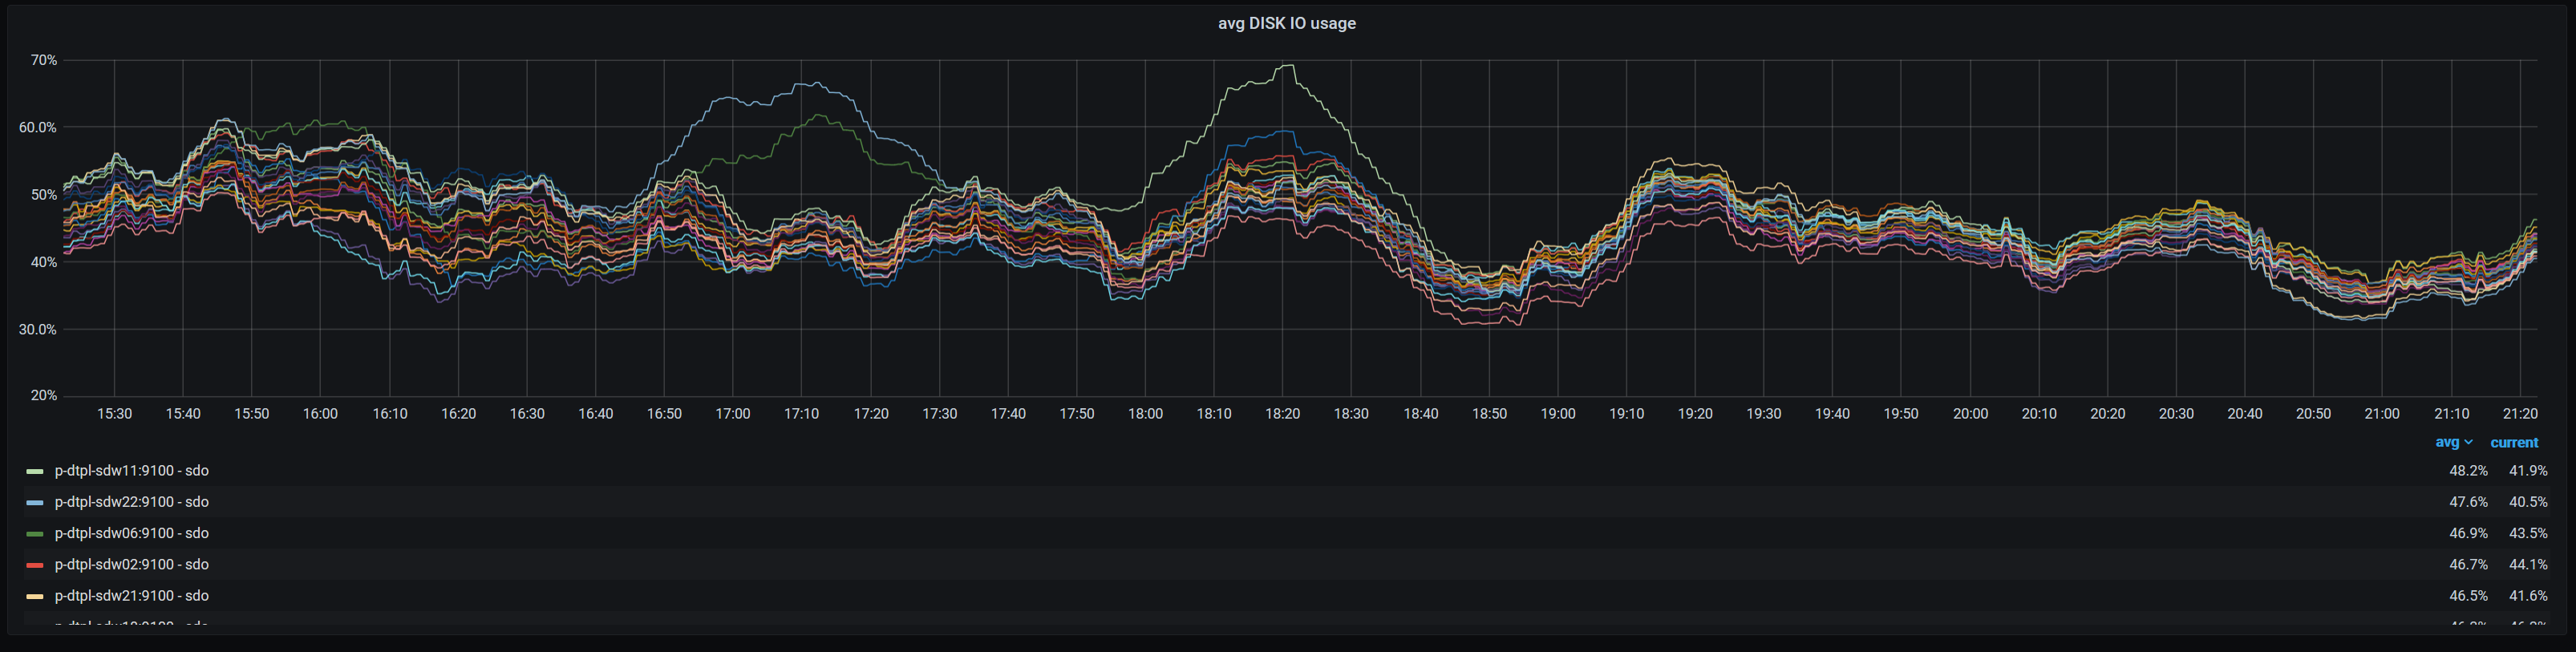 avg DISK IO usage
70%
60.0%
50%
40%
30.0%
20%
15:30 15:40 15:50 16:00 16:10 16:20 16:30 16:40 16:50 17:00 17:10 17:20 17:30 17:40 17:50 18:00 18:10 18:20 18:30 18:40 18:50 19:00 19:10 19:20 19:30 19:40 19:50 20:00 20:10 20:20 20:30 20:40 20:50 21:00 21:10 21:20
avg current
p-dtpl-sdw11:9100 - sdo 48.2% 41.9%
p-dtpl-sdw22:9100 - sdo 47.6% 40.5%
p-dtpl-sdw06:9100 - sdo 46.9% 43.5%
p-dtpl-sdw02:9100 - sdo 46.7% 44.1%
p-dtpl-sdw21:9100 - sdo 46.5% 41.6%